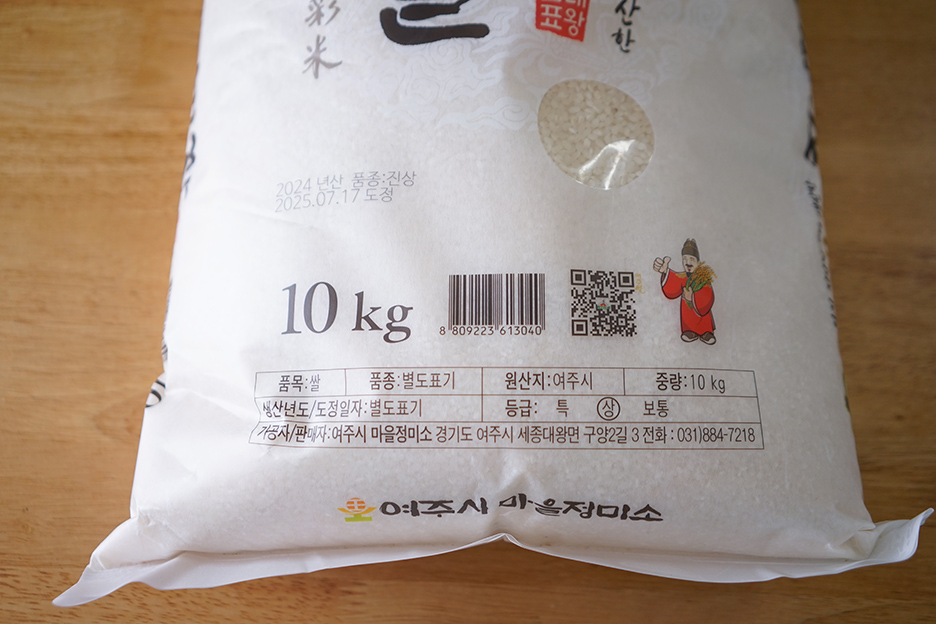 彩米
산한
2024 년산 품종:진상
2025.07.17 도정
10 kg
8 809223 613040
품목:쌀 품종:별도표기 원산지:여주시 중량:10 kg
생산년도/도정일자:별도표기 등급: 특 상 보통
가공자/판매자:여주시 마을정미소 경기도 여주시 세종대왕면 구양2길 3 전화 : 031)884-7218
여주시 마을정미소